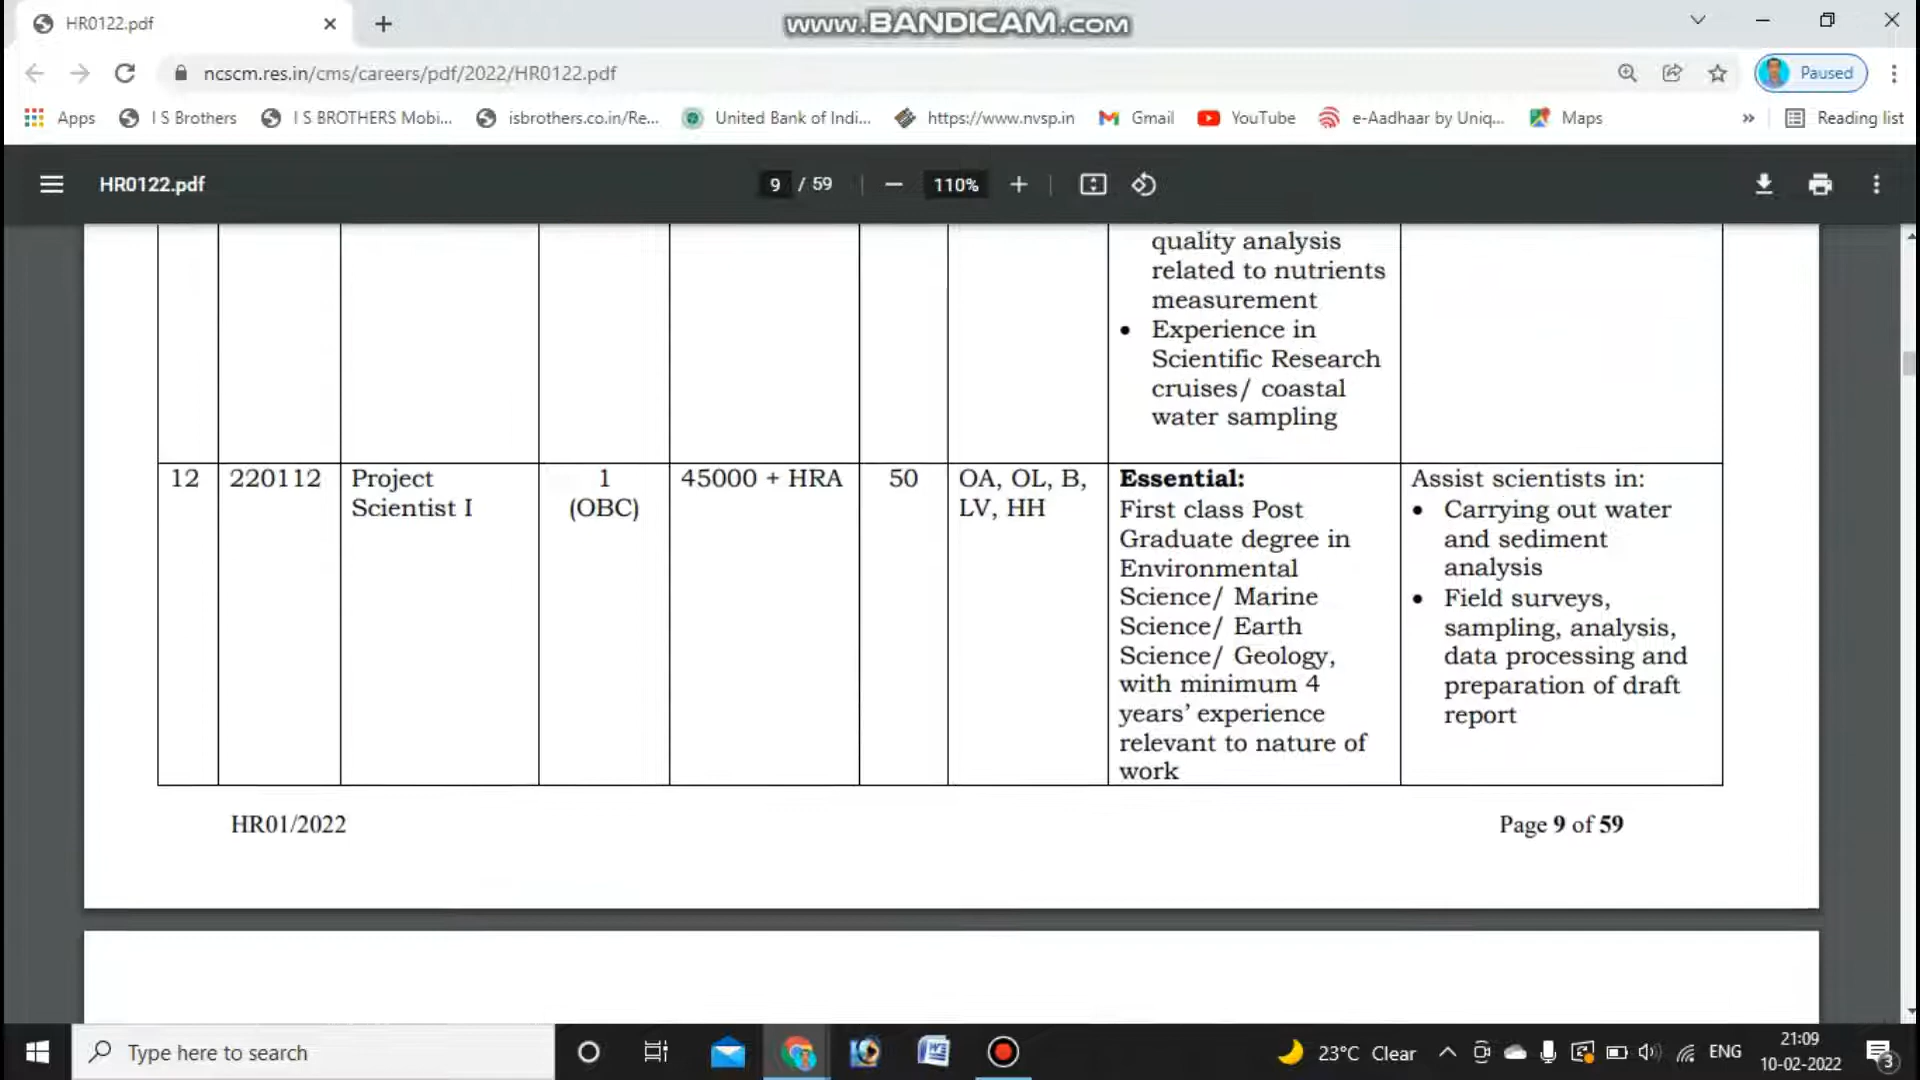 HR0122.pdf
www.BANDICAM.com
ncscm.res.in/cms/careers/pdf/2022/HR0122.pdf
Paused
Apps
I S Brothers
I S BROTHERS Mobi...
isbrothers.co.in/Re...
United Bank of Indi...
https://www.nvsp.in
Gmail
YouTube
e-Aadhaar by Uniq...
Maps
»
Reading list
HR0122.pdf
9 / 59
110%
quality analysis
related to nutrients
measurement
• Experience in
Scientific Research
cruises/ coastal
water sampling
12
220112
Project
Scientist I
1
(OBC)
45000 + HRA
50
OA, OL, B,
LV, HH
Essential:
First class Post
Graduate degree in
Environmental
Science/ Marine
Science/ Earth
Science/ Geology,
with minimum 4
years’ experience
relevant to nature of
work
Assist scientists in:
• Carrying out water
and sediment
analysis
• Field surveys,
sampling, analysis,
data processing and
preparation of draft
report
HR01/2022
Page 9 of 59
Type here to search
23°C Clear
ENG
21:09
10-02-2022
3